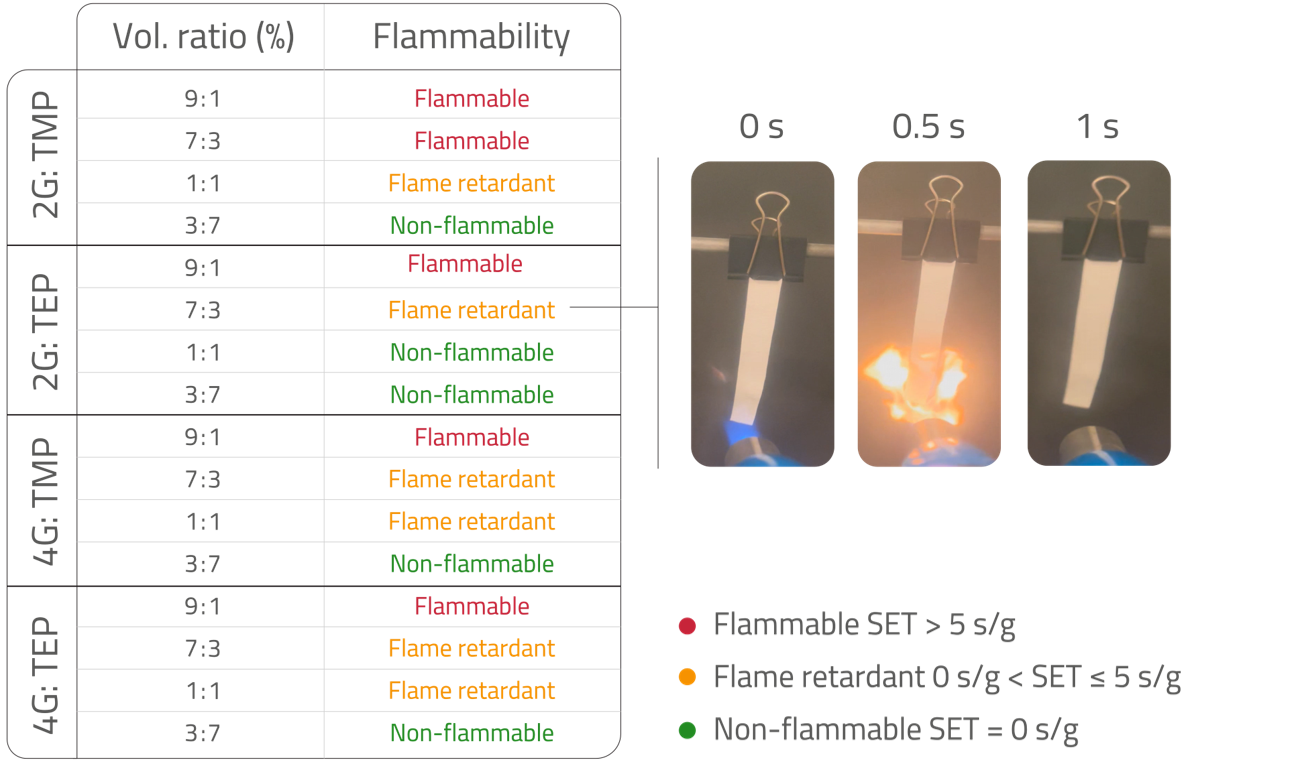 Vol. ratio (%) Flammability
2G: TMP
9:1 Flammable
7:3 Flammable
1:1 Flame retardant
3:7 Non-flammable
2G: TEP
9:1 Flammable
7:3 Flame retardant
1:1 Non-flammable
3:7 Non-flammable
4G: TMP
9:1 Flammable
7:3 Flame retardant
1:1 Flame retardant
3:7 Non-flammable
4G: TEP
9:1 Flammable
7:3 Flame retardant
1:1 Flame retardant
3:7 Non-flammable
0 s 0.5 s 1 s
Flammable SET > 5 s/g
Flame retardant 0 s/g < SET ≤ 5 s/g
Non-flammable SET = 0 s/g